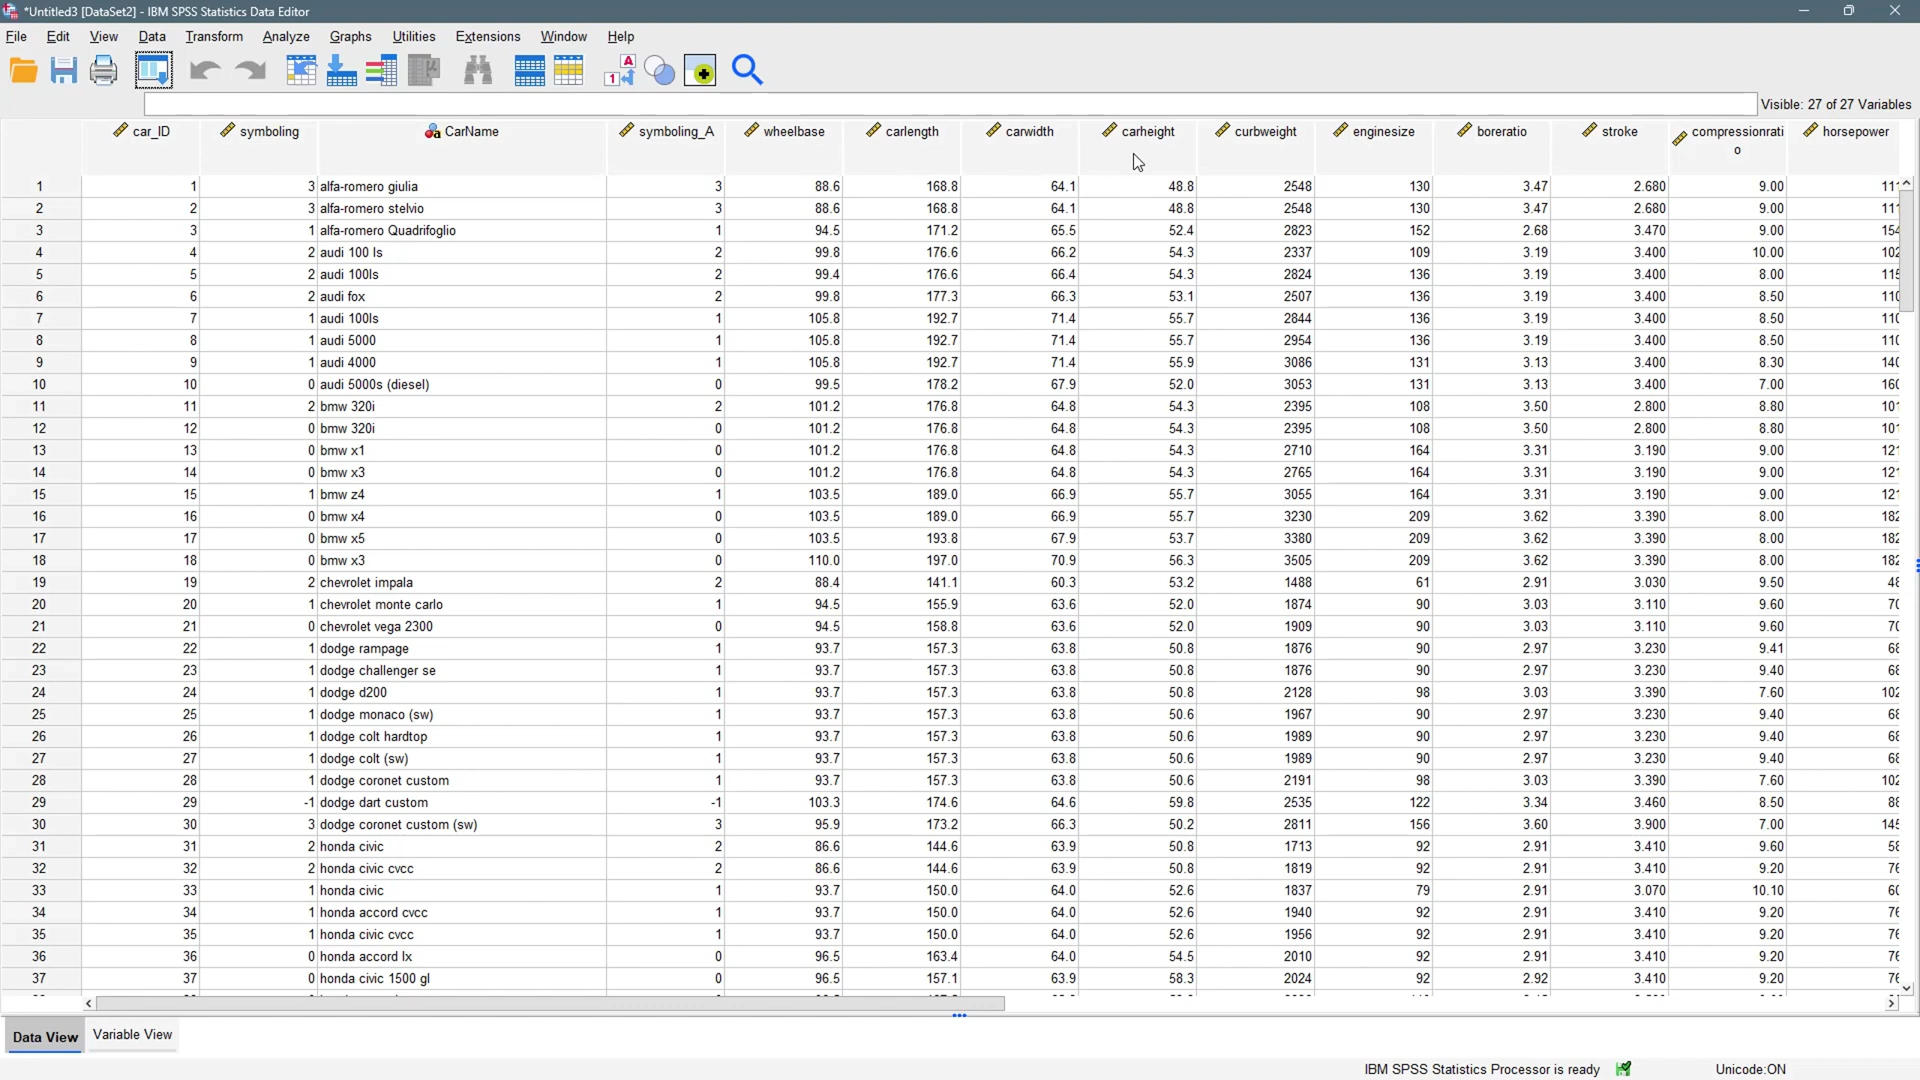 *Untitled3 [DataSet2] - IBM SPSS Statistics Data Editor
File Edit View Data Transform Analyze Graphs Utilities Extensions Window Help
Visible: 27 of 27 Variables
car_ID symboling CarName symboling_A wheelbase carlength carwidth carheight curbweight enginesize boreratio stroke compressionrati horsepower
o
1 1 3 alfa-romero giulia 3 88.6 168.8 64.1 48.8 2548 130 3.47 2.680 9.00 111
2 2 3 alfa-romero stelvio 3 88.6 168.8 64.1 48.8 2548 130 3.47 2.680 9.00 111
3 3 1 alfa-romero Quadrifoglio 1 94.5 171.2 65.5 52.4 2823 152 2.68 3.470 9.00 154
4 4 2 audi 100 ls 2 99.8 176.6 66.2 54.3 2337 109 3.19 3.400 10.00 102
5 5 2 audi 100ls 2 99.4 176.6 66.4 54.3 2824 136 3.19 3.400 8.00 115
6 6 2 audi fox 2 99.8 177.3 66.3 53.1 2507 136 3.19 3.400 8.50 110
7 7 1 audi 100ls 1 105.8 192.7 71.4 55.7 2844 136 3.19 3.400 8.50 110
8 8 1 audi 5000 1 105.8 192.7 71.4 55.7 2954 136 3.19 3.400 8.50 110
9 9 1 audi 4000 1 105.8 192.7 71.4 55.9 3086 131 3.13 3.400 8.30 140
10 10 0 audi 5000s (diesel) 0 99.5 178.2 67.9 52.0 3053 131 3.13 3.400 7.00 160
11 11 2 bmw 320i 2 101.2 176.8 64.8 54.3 2395 108 3.50 2.800 8.80 101
12 12 0 bmw 320i 0 101.2 176.8 64.8 54.3 2395 108 3.50 2.800 8.80 101
13 13 0 bmw x1 0 101.2 176.8 64.8 54.3 2710 164 3.31 3.190 9.00 121
14 14 0 bmw x3 0 101.2 176.8 64.8 54.3 2765 164 3.31 3.190 9.00 121
15 15 1 bmw z4 1 103.5 189.0 66.9 55.7 3055 164 3.31 3.190 9.00 121
16 16 0 bmw x4 0 103.5 189.0 66.9 55.7 3230 209 3.62 3.390 8.00 182
17 17 0 bmw x5 0 103.5 193.8 67.9 53.7 3380 209 3.62 3.390 8.00 182
18 18 0 bmw x3 0 110.0 197.0 70.9 56.3 3505 209 3.62 3.390 8.00 182
19 19 2 chevrolet impala 2 88.4 141.1 60.3 53.2 1488 61 2.91 3.030 9.50 48
20 20 1 chevrolet monte carlo 1 94.5 155.9 63.6 52.0 1874 90 3.03 3.110 9.60 70
21 21 0 chevrolet vega 2300 0 94.5 158.8 63.6 52.0 1909 90 3.03 3.110 9.60 70
22 22 1 dodge rampage 1 93.7 157.3 63.8 50.8 1876 90 2.97 3.230 9.41 68
23 23 1 dodge challenger se 1 93.7 157.3 63.8 50.8 1876 90 2.97 3.230 9.40 68
24 24 1 dodge d200 1 93.7 157.3 63.8 50.8 2128 98 3.03 3.390 7.60 102
25 25 1 dodge monaco (sw) 1 93.7 157.3 63.8 50.6 1967 90 2.97 3.230 9.40 68
26 26 1 dodge colt hardtop 1 93.7 157.3 63.8 50.6 1989 90 2.97 3.230 9.40 68
27 27 1 dodge colt (sw) 1 93.7 157.3 63.8 50.6 1989 90 2.97 3.230 9.40 68
28 28 1 dodge coronet custom 1 93.7 157.3 63.8 50.6 2191 98 3.03 3.390 7.60 102
29 29 -1 dodge dart custom -1 103.3 174.6 64.6 59.8 2535 122 3.34 3.460 8.50 88
30 30 3 dodge coronet custom (sw) 3 95.9 173.2 66.3 50.2 2811 156 3.60 3.900 7.00 145
31 31 2 honda civic 2 86.6 144.6 63.9 50.8 1713 92 2.91 3.410 9.60 58
32 32 2 honda civic cvcc 2 86.6 144.6 63.9 50.8 1819 92 2.91 3.410 9.20 76
33 33 1 honda civic 1 93.7 150.0 64.0 52.6 1837 79 2.91 3.070 10.10 60
34 34 1 honda accord cvcc 1 93.7 150.0 64.0 52.6 1940 92 2.91 3.410 9.20 76
35 35 1 honda civic cvcc 1 93.7 150.0 64.0 52.6 1956 92 2.91 3.410 9.20 76
36 36 0 honda accord lx 0 96.5 163.4 64.0 54.5 2010 92 2.91 3.410 9.20 76
37 37 0 honda civic 1500 gl 0 96.5 157.1 63.9 58.3 2024 92 2.92 3.410 9.20 76
Data View Variable View
IBM SPSS Statistics Processor is ready Unicode:ON